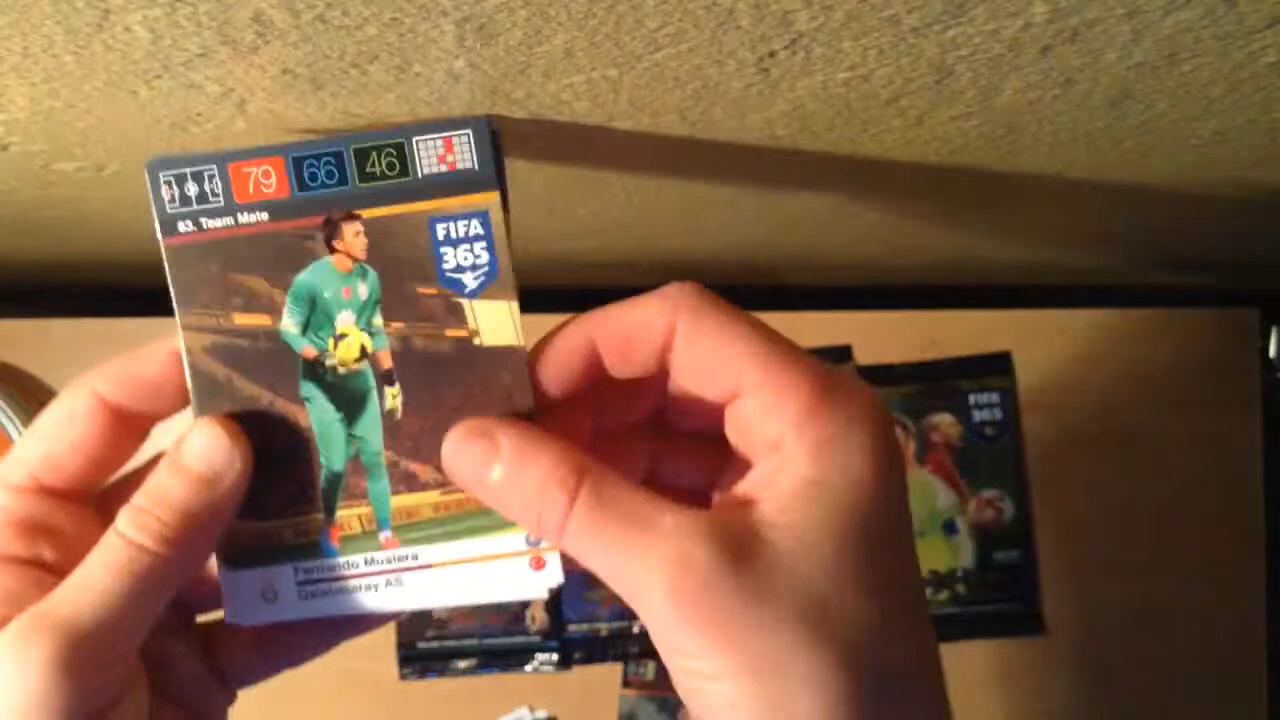 79 66 46
83. Team Mate
FIFA
365
Fernando Muslera
Galatasaray AS
FIFA
365